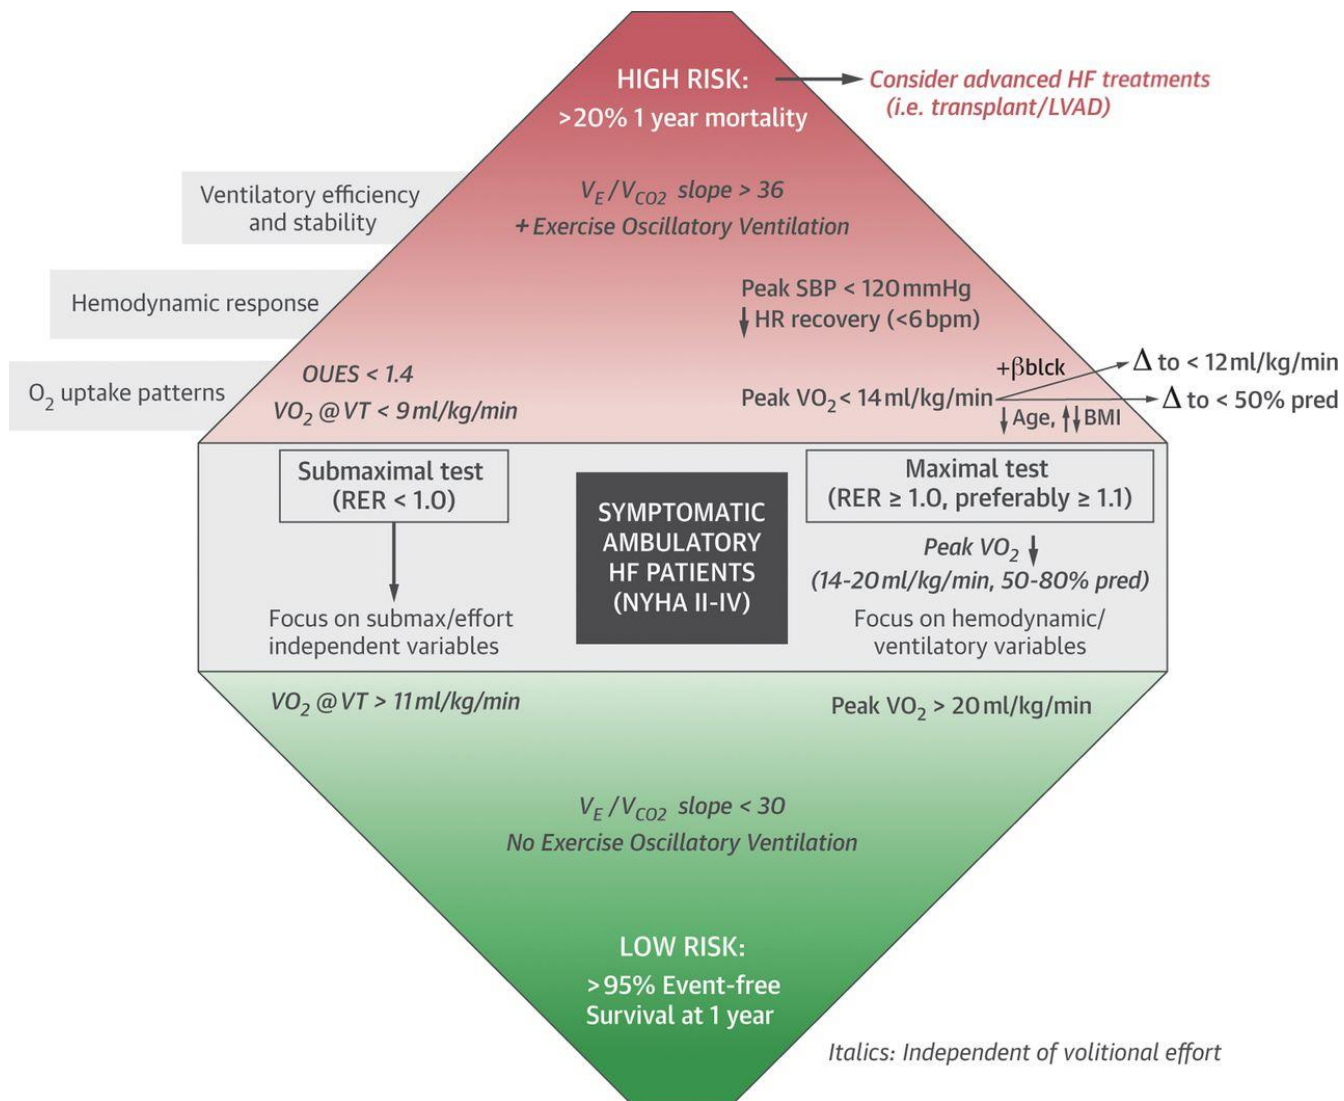 HIGH RISK:
>20% 1 year mortality
Consider advanced HF treatments
(i.e. transplant/LVAD)
Ventilatory efficiency
and stability
V_E/V_CO2 slope > 36
+ Exercise Oscillatory Ventilation
Hemodynamic response
Peak SBP < 120 mmHg
↓ HR recovery (<6 bpm)
O₂ uptake patterns
OUES < 1.4
VO₂ @ VT < 9 ml/kg/min
Peak VO₂ < 14 ml/kg/min
+βblck
Δ to < 12 ml/kg/min
Δ to < 50% pred
↓ Age, ↑↓ BMI
Submaximal test
(RER < 1.0)
Focus on submax/effort
independent variables
SYMPTOMATIC
AMBULATORY
HF PATIENTS
(NYHA II-IV)
Maximal test
(RER ≥ 1.0, preferably ≥ 1.1)
Peak VO₂ ↓
(14-20 ml/kg/min, 50-80% pred)
Focus on hemodynamic/
ventilatory variables
VO₂ @ VT > 11 ml/kg/min
Peak VO₂ > 20 ml/kg/min
V_E/V_CO2 slope < 30
No Exercise Oscillatory Ventilation
LOW RISK:
>95% Event-free
Survival at 1 year
Italics: Independent of volitional effort